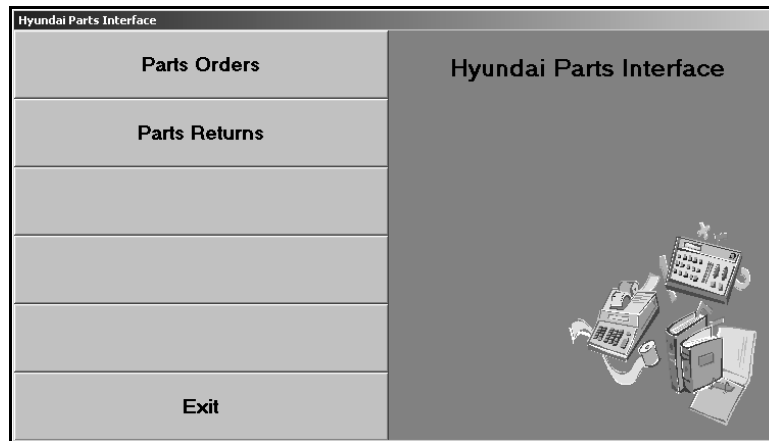 Hyundai Parts Interface
Parts Orders
Hyundai Parts Interface
Parts Returns
Exit